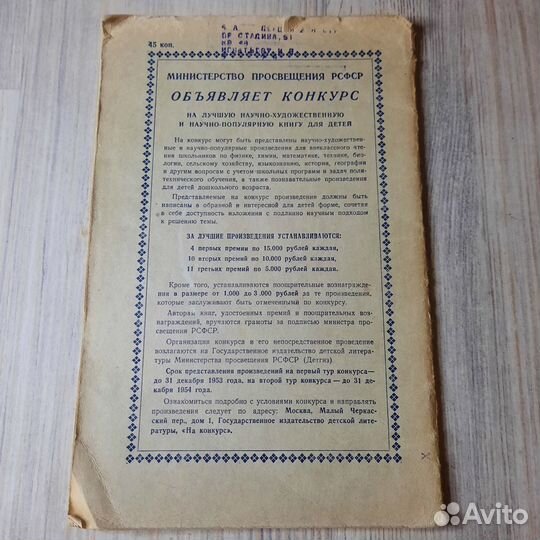 ПР СТАЛИНА, 51
45 коп.
МИНИСТЕРСТВО ПРОСВЕЩЕНИЯ РСФСР
ОБЪЯВЛЯЕТ КОНКУРС
НА ЛУЧШУЮ НАУЧНО-ХУДОЖЕСТВЕННУЮ
И НАУЧНО-ПОПУЛЯРНУЮ КНИГУ ДЛЯ ДЕТЕЙ
На конкурс могут быть представлены научно-художествен-
ные и научно-популярные произведения для внеклассного чте-
ния школьников по физике, химии, математике, технике, био-
логии, сельскому хозяйству, языкознанию, истории, географии
и другим вопросам с учетом школьных программ и задач поли-
технического обучения, а также познавательные произведения
для детей дошкольного возраста.
Представленные на конкурс произведения должны быть
написаны в образной и интересной для детей форме, сочетая
в себе доступность изложения с подлинно научным подходом
к решению темы.
ЗА ЛУЧШИЕ ПРОИЗВЕДЕНИЯ УСТАНАВЛИВАЮТСЯ:
4 первых премии по 15.000 рублей каждая,
10 вторых премий по 10.000 рублей каждая,
11 третьих премий по 5.000 рублей каждая.
Кроме того, устанавливаются поощрительные вознагражде-
ния в размере от 1.000 до 3.000 рублей за те произведения,
которые заслуживают быть отмеченными по конкурсу.
Авторам книг, удостоенных премий и поощрительных воз-
награждений, вручаются грамоты за подписью министра про-
свещения РСФСР.
Организация конкурса и его непосредственное проведение
возлагаются на Государственное издательство детской лите-
ратуры Министерства просвещения РСФСР (Детгиз).
Срок представления произведений на первый тур конкурса—
до 31 декабря 1953 года, на второй тур конкурса — до 31 де-
кабря 1954 года.
Ознакомиться подробно с условиями конкурса и направлять
произведения следует по адресу: Москва, Малый Черкас-
ский пер., дом 1, Государственное издательство детской лите-
ратуры, «На конкурс».
Avito